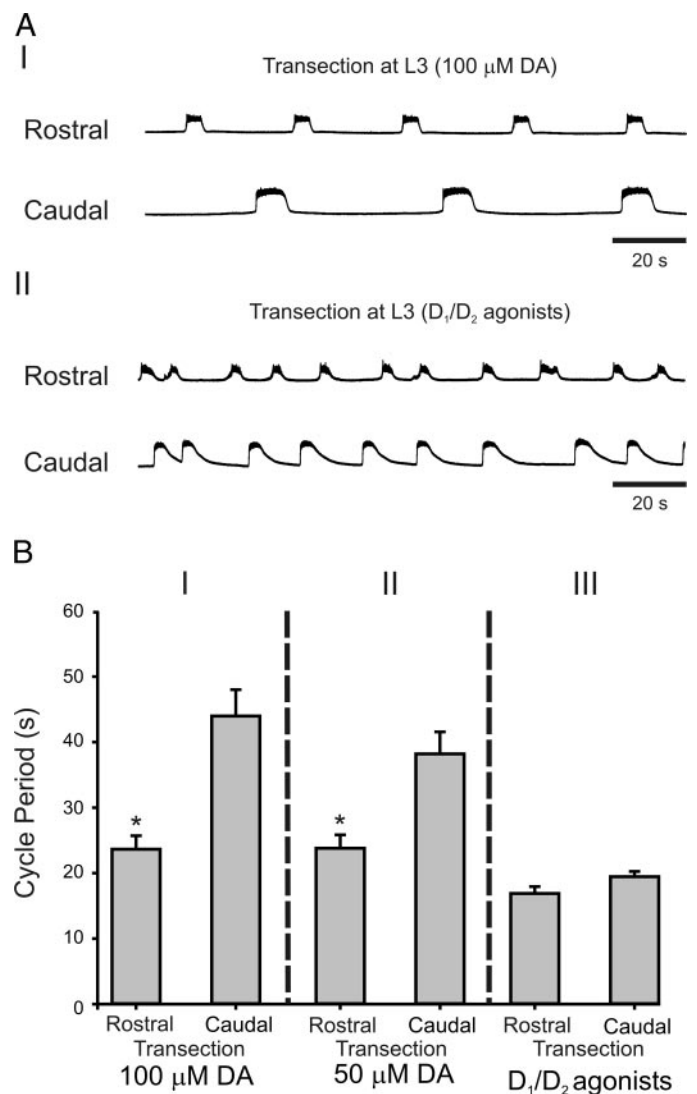 A
I
Transection at L3 (100 μM DA)
Rostral
Caudal
20 s
II
Transection at L3 (D₁/D₂ agonists)
Rostral
Caudal
20 s
B
I II III
Cycle Period (s)
60
50
40
30
20
10
0
* *
Rostral Caudal Rostral Caudal Rostral Caudal
Transection Transection Transection
100 μM DA 50 μM DA D₁/D₂ agonists